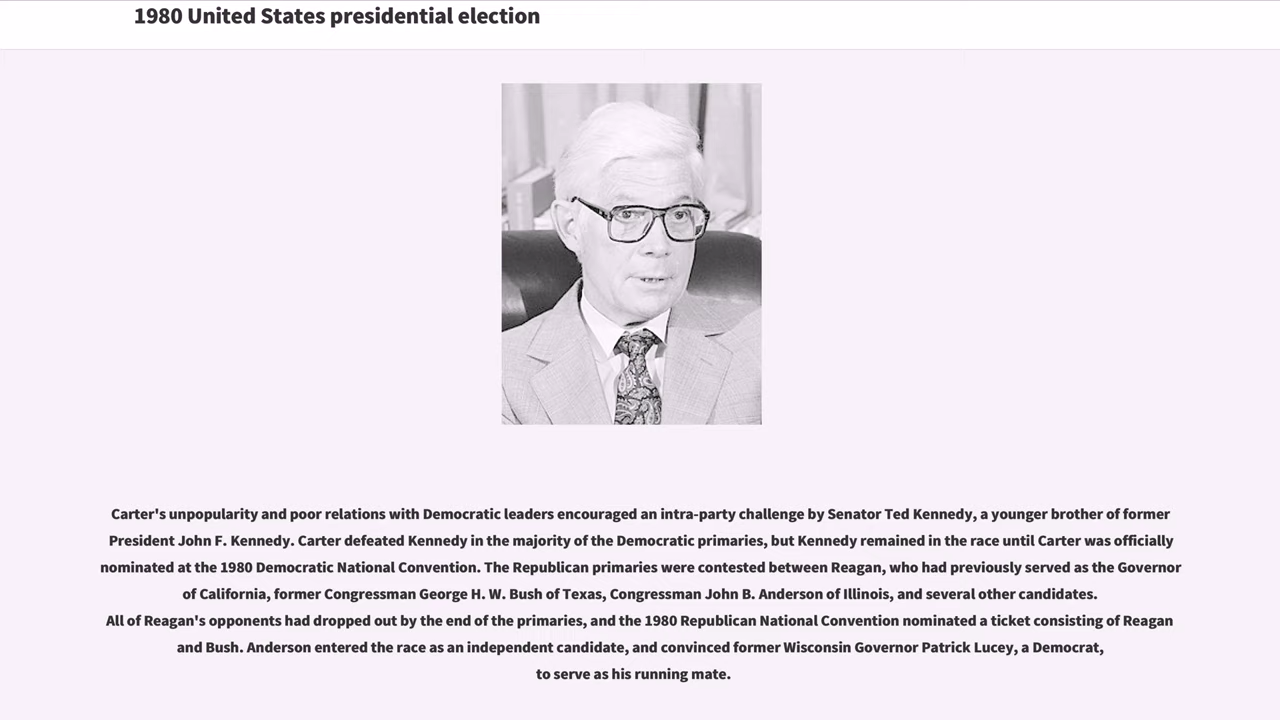 1980 United States presidential election
Carter's unpopularity and poor relations with Democratic leaders encouraged an intra-party challenge by Senator Ted Kennedy, a younger brother of former
President John F. Kennedy. Carter defeated Kennedy in the majority of the Democratic primaries, but Kennedy remained in the race until Carter was officially
nominated at the 1980 Democratic National Convention. The Republican primaries were contested between Reagan, who had previously served as the Governor
of California, former Congressman George H. W. Bush of Texas, Congressman John B. Anderson of Illinois, and several other candidates.
All of Reagan's opponents had dropped out by the end of the primaries, and the 1980 Republican National Convention nominated a ticket consisting of Reagan
and Bush. Anderson entered the race as an independent candidate, and convinced former Wisconsin Governor Patrick Lucey, a Democrat,
to serve as his running mate.